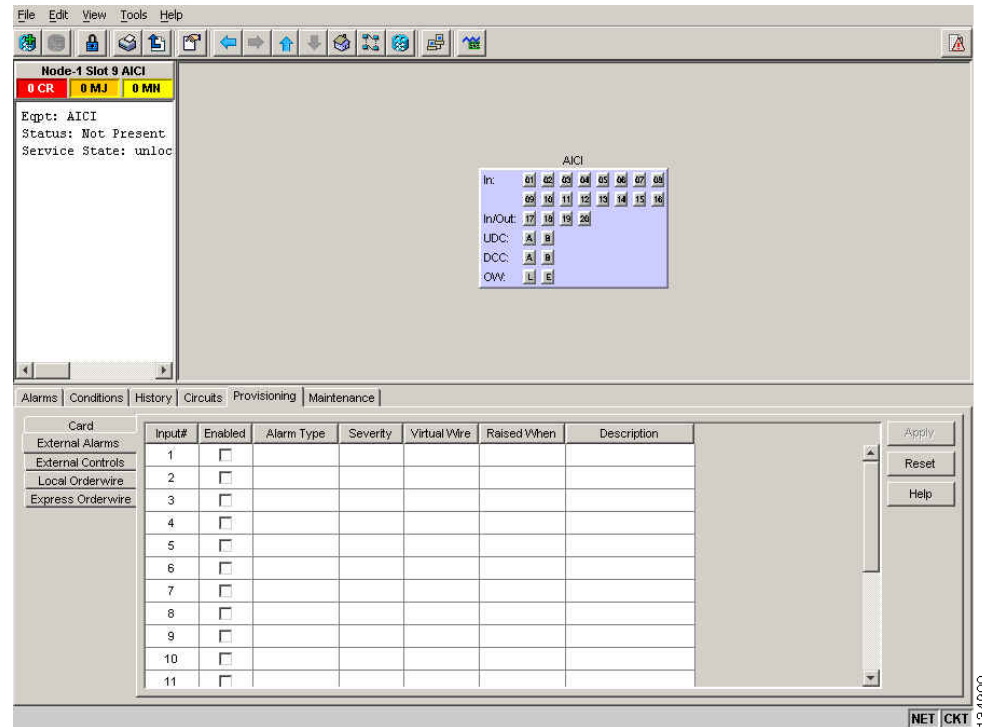 File Edit View Tools Help
Node-1 Slot 9 AICI
0 CR 0 MJ 0 MN
Eqpt: AICI
Status: Not Present
Service State: unloc
AICI
In: 01 02 03 04 05 06 07 08
09 10 11 12 13 14 15 16
In/Out: 17 18 19 20
UDC: A B
DCC: A B
OW: L E
Alarms Conditions History Circuits Provisioning Maintenance
Card
External Alarms
External Controls
Local Orderwire
Express Orderwire
Input# Enabled Alarm Type Severity Virtual Wire Raised When Description
1
2
3
4
5
6
7
8
9
10
11
Apply
Reset
Help
NET CKT
134900